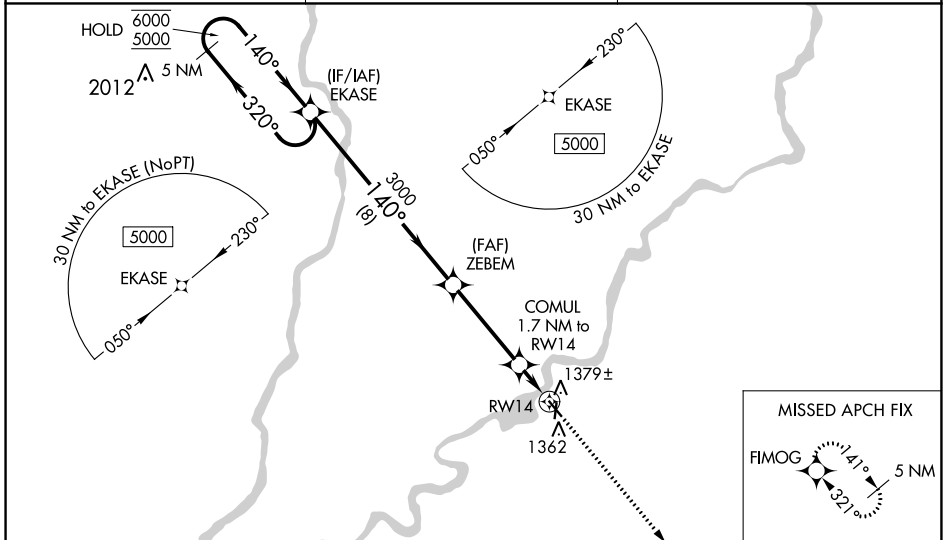 HOLD
6000
5000
2012
5 NM
140°
320°
(IF/IAF)
EKASE
230°
EKASE
050°
5000
30 NM to EKASE
30 NM to EKASE (NoPT)
5000
230°
EKASE
050°
3000
140°
(8)
(FAF)
ZEBEM
COMUL
1.7 NM to
RW14
1379±
RW14
1362
MISSED APCH FIX
FIMOG
141°
5 NM
321°